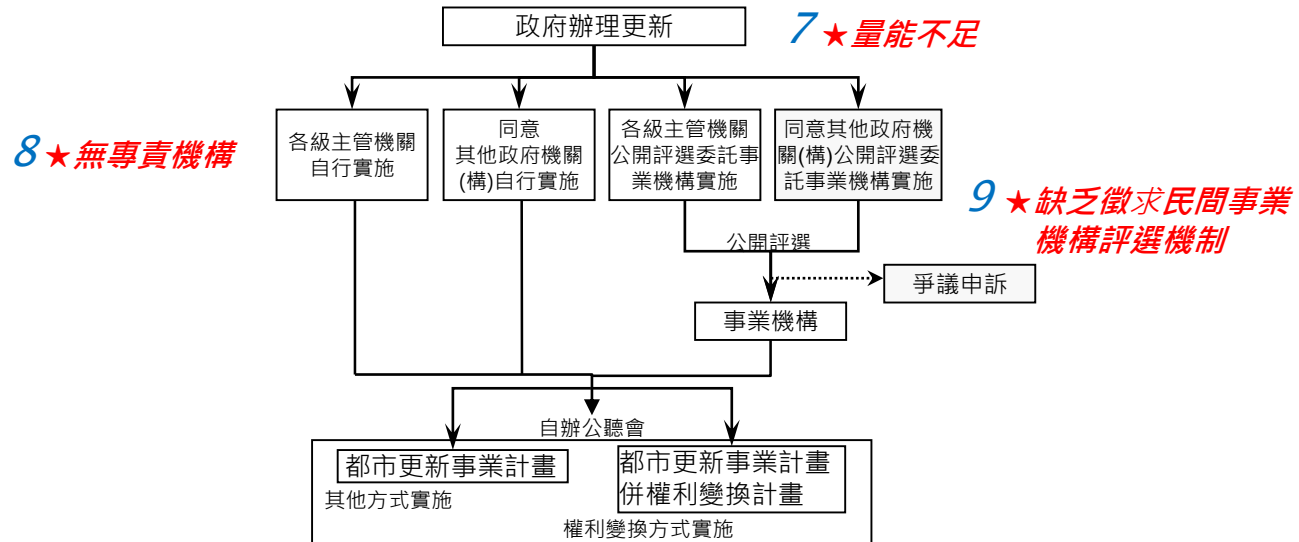 政府辦理更新
7 ★量能不足
8 ★無專責機構
各級主管機關
自行實施
同意
其他政府機關
(構)自行實施
各級主管機關
公開評選委託事
業機構實施
同意其他政府機
關(構)公開評選委
託事業機構實施
9 ★缺乏徵求民間事業
機構評選機制
公開評選
爭議申訴
事業機構
自辦公聽會
都市更新事業計畫
其他方式實施
都市更新事業計畫
併權利變換計畫
權利變換方式實施